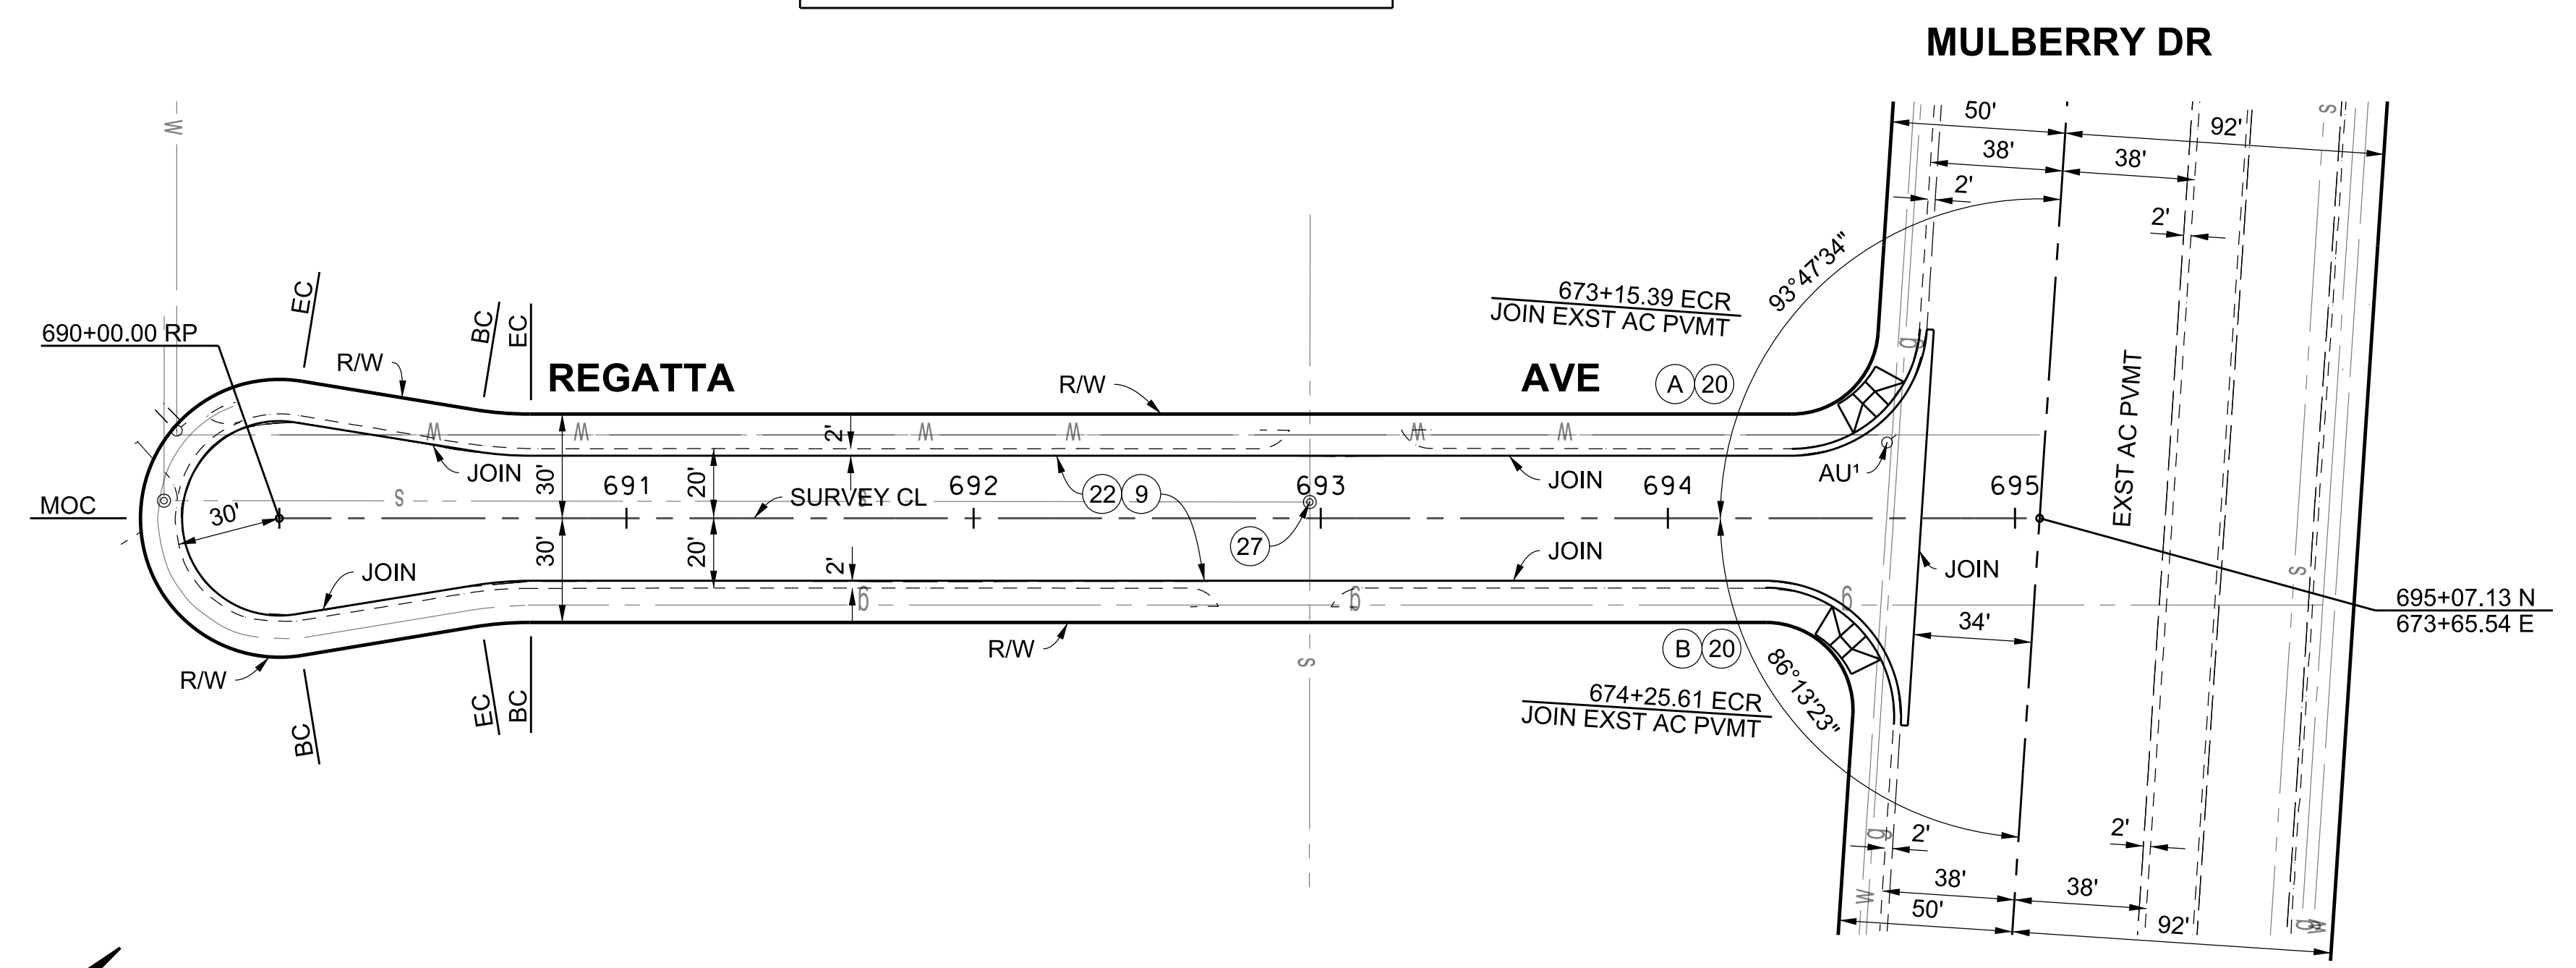 MULBERRY DR
50'
92'
38'
38'
2'
2'
W
s
93°47'34"
673+15.39 ECR
JOIN EXST AC PVMT
EC
BC
EC
690+00.00 RP
R/W
REGATTA
R/W
AVE
A
20
g
EXST AC PVMT
W
W
W
W
W
W
2'
JOIN
JOIN
AU¹
MOC
30'
s
30'
691
20'
SURVEY CL
s
692
22
9
693
694
695
27
30'
20'
2'
JOIN
JOIN
JOIN
g
g
g
s
34'
695+07.13 N
673+65.54 E
R/W
R/W
BC
EC
BC
s
B
20
86°13'23"
674+25.61 ECR
JOIN EXST AC PVMT
g
2'
2'
W
38'
38'
50'
92'
g
W